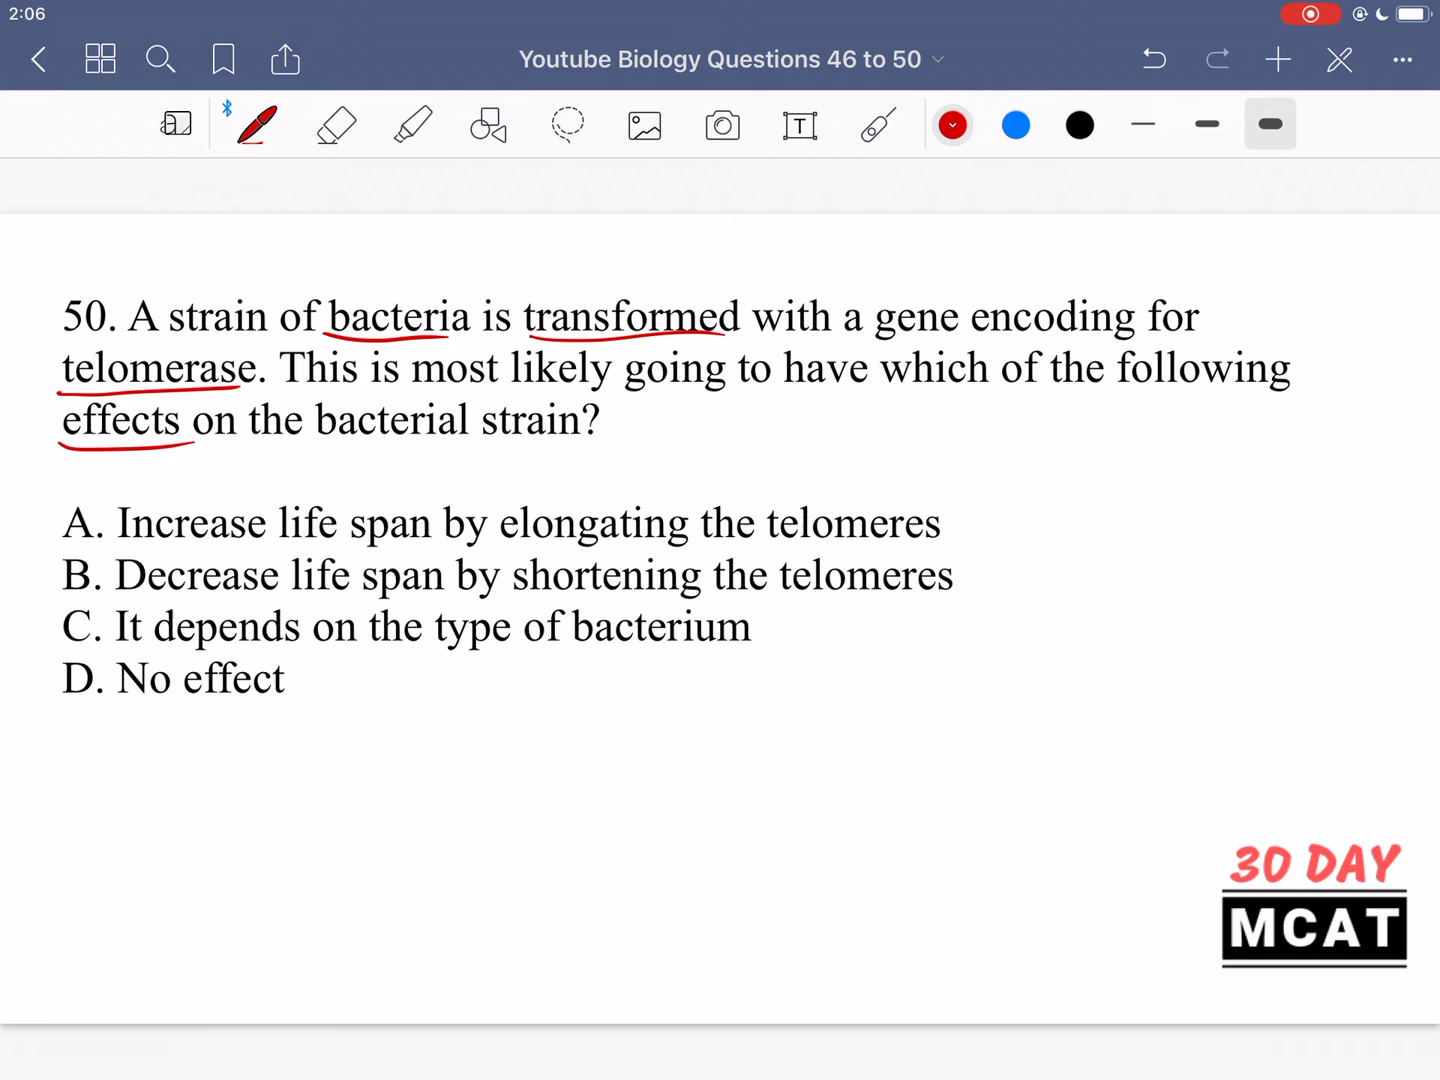 2:06
Youtube Biology Questions 46 to 50
a
T
50. A strain of bacteria is transformed with a gene encoding for
telomerase. This is most likely going to have which of the following
effects on the bacterial strain?
A. Increase life span by elongating the telomeres
B. Decrease life span by shortening the telomeres
C. It depends on the type of bacterium
D. No effect
30 DAY
MCAT